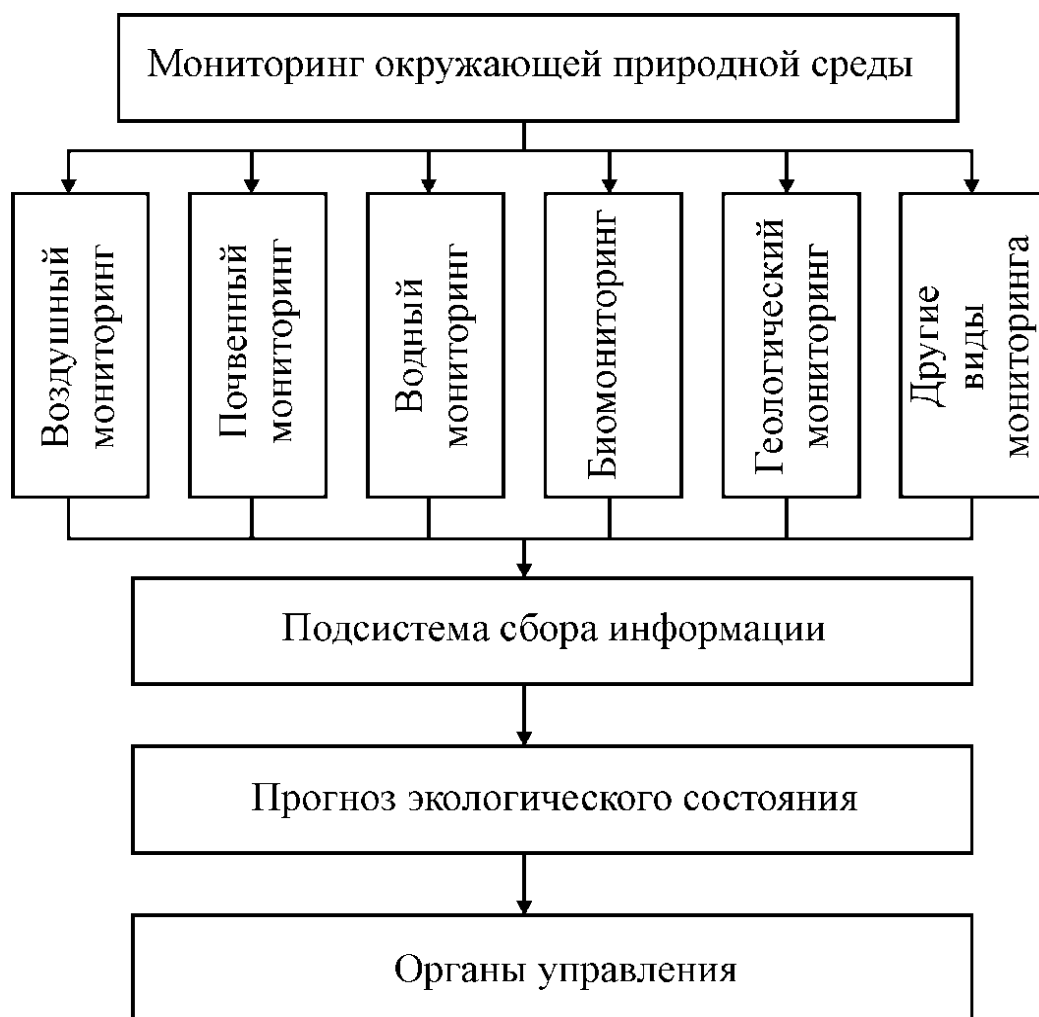 Мониторинг окружающей природной среды
Воздушный
мониторинг
Почвенный
мониторинг
Водный
мониторинг
Биомониторинг
Геологический
мониторинг
Другие
виды
мониторинга
Подсистема сбора информации
Прогноз экологического состояния
Органы управления